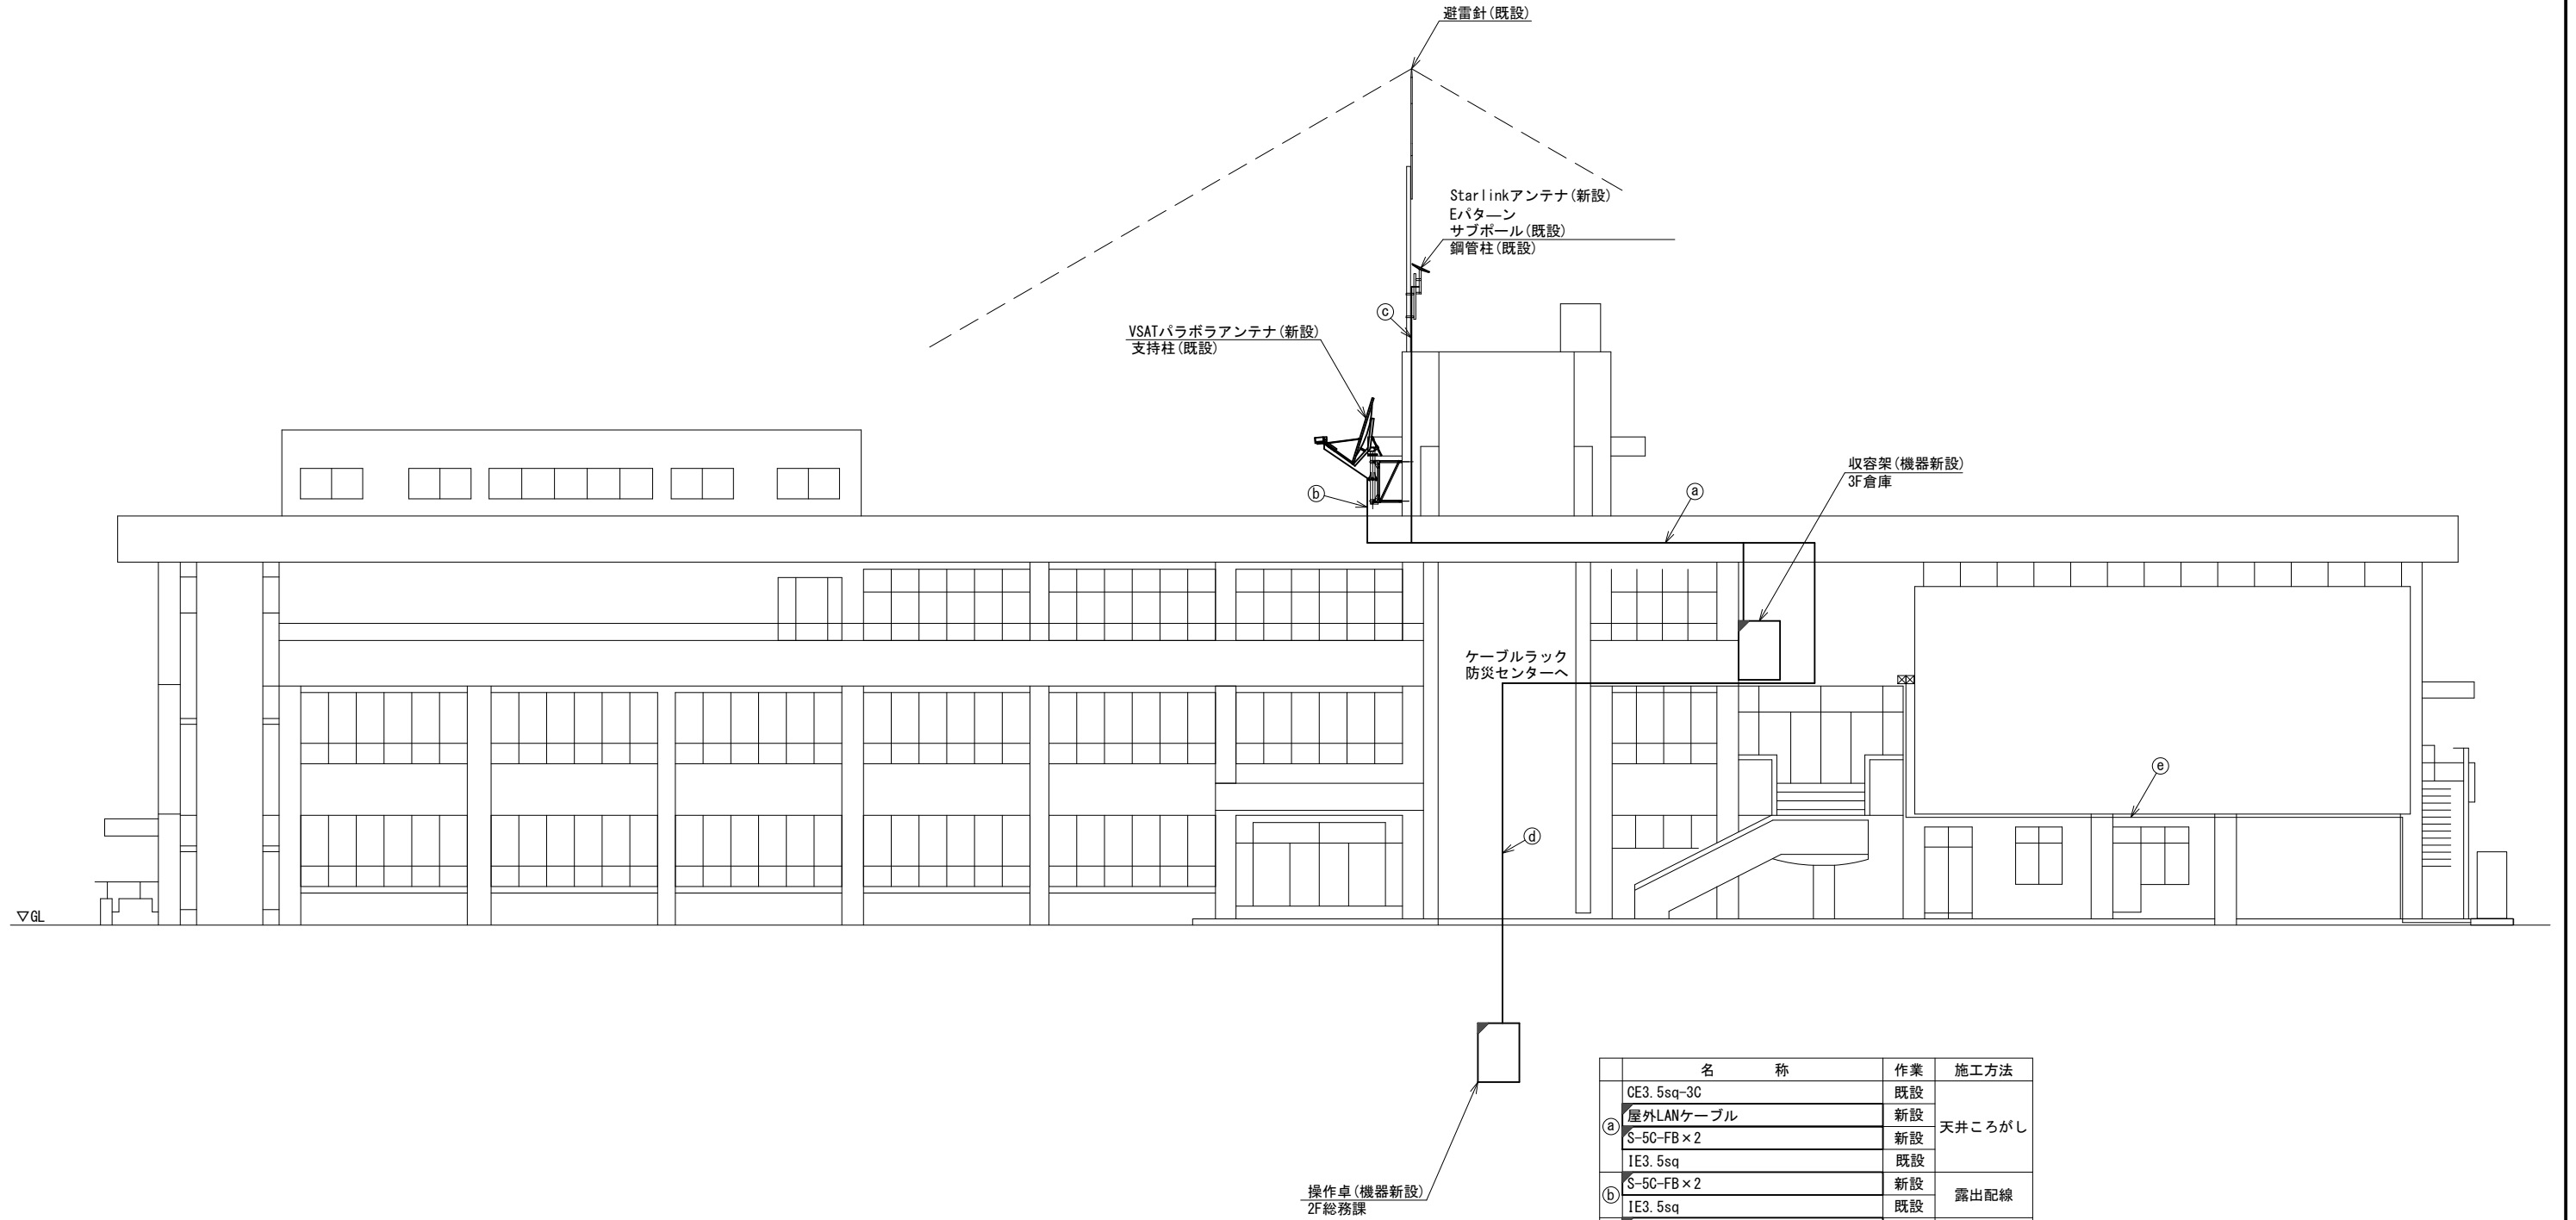 避雷針(既設)
Starlinkアンテナ(新設)
Eパターン
サブポール(既設)
鋼管柱(既設)
ⓒ
VSATパラボラアンテナ(新設)
支持柱(既設)
収容架(機器新設)
3F倉庫
ⓑ
ⓐ
ケーブルラック
防災センターへ
ⓔ
ⓓ
▽GL
名 称 作業 施工方法
ⓐ CE3.5sq-3C 既設 天井ころがし
屋外LANケーブル 新設
S-5C-FB×2 新設
IE3.5sq 既設
ⓑ S-5C-FB×2 新設 露出配線
IE3.5sq 既設
操作卓(機器新設)
2F総務課